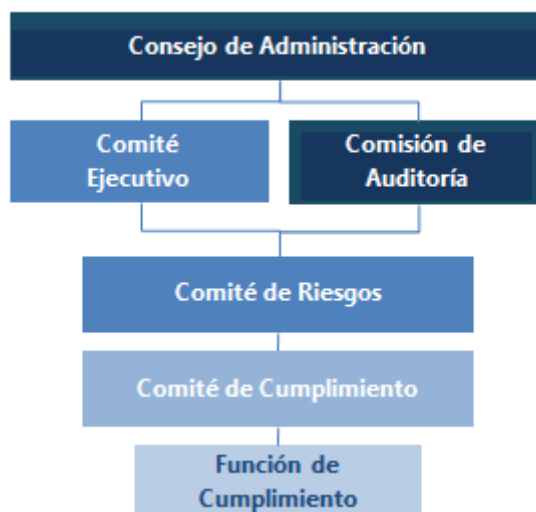 Consejo de Administración
Comité
Ejecutivo
Comisión de
Auditoría
Comité de Riesgos
Comité de Cumplimiento
Función de
Cumplimiento